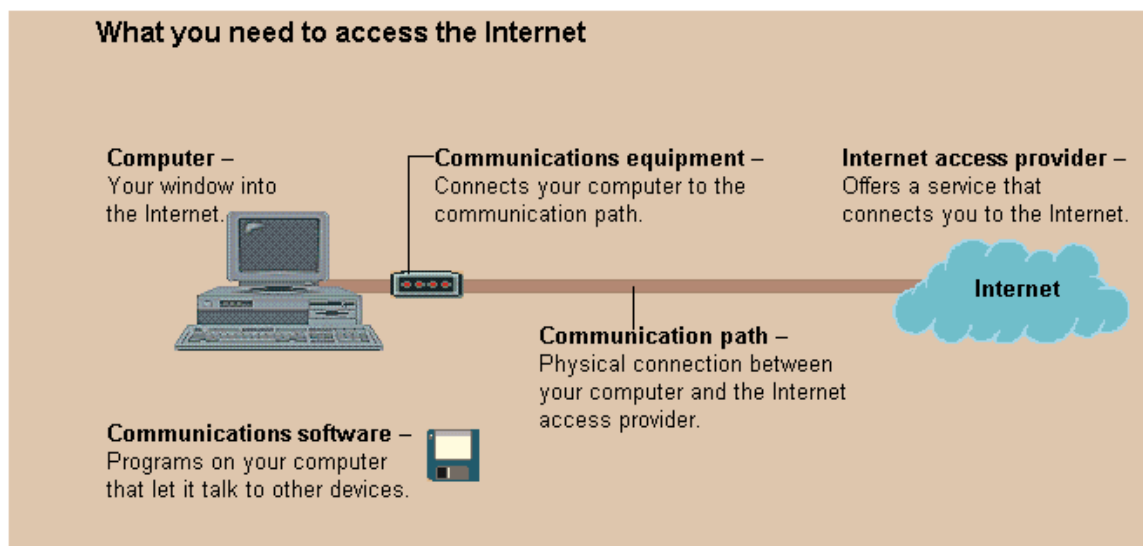 What you need to access the Internet
Computer –
Your window into
the Internet.
Communications equipment –
Connects your computer to the
communication path.
Internet access provider –
Offers a service that
connects you to the Internet.
Internet
Communication path –
Physical connection between
your computer and the Internet
access provider.
Communications software –
Programs on your computer
that let it talk to other devices.